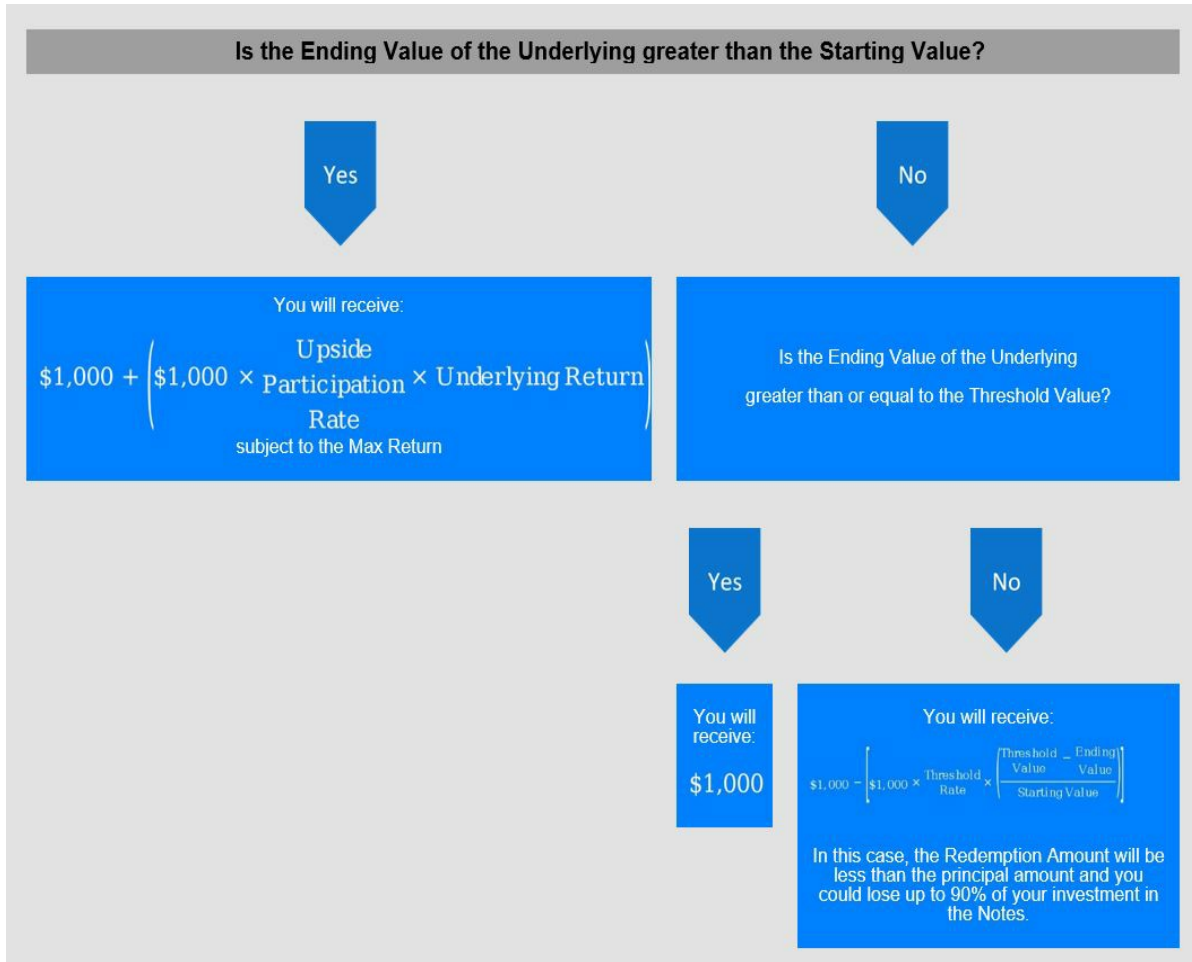 Is the Ending Value of the Underlying greater than the Starting Value?
Yes
No
You will receive:
$1,000 + ($1,000 × Upside Participation Rate × Underlying Return)
subject to the Max Return
Is the Ending Value of the Underlying
greater than or equal to the Threshold Value?
Yes
No
You will
receive:
$1,000
You will receive:
$1,000 − [$1,000 × Threshold Rate × ((Threshold Value − Ending Value) / Starting Value)]
In this case, the Redemption Amount will be
less than the principal amount and you
could lose up to 90% of your investment in
the Notes.